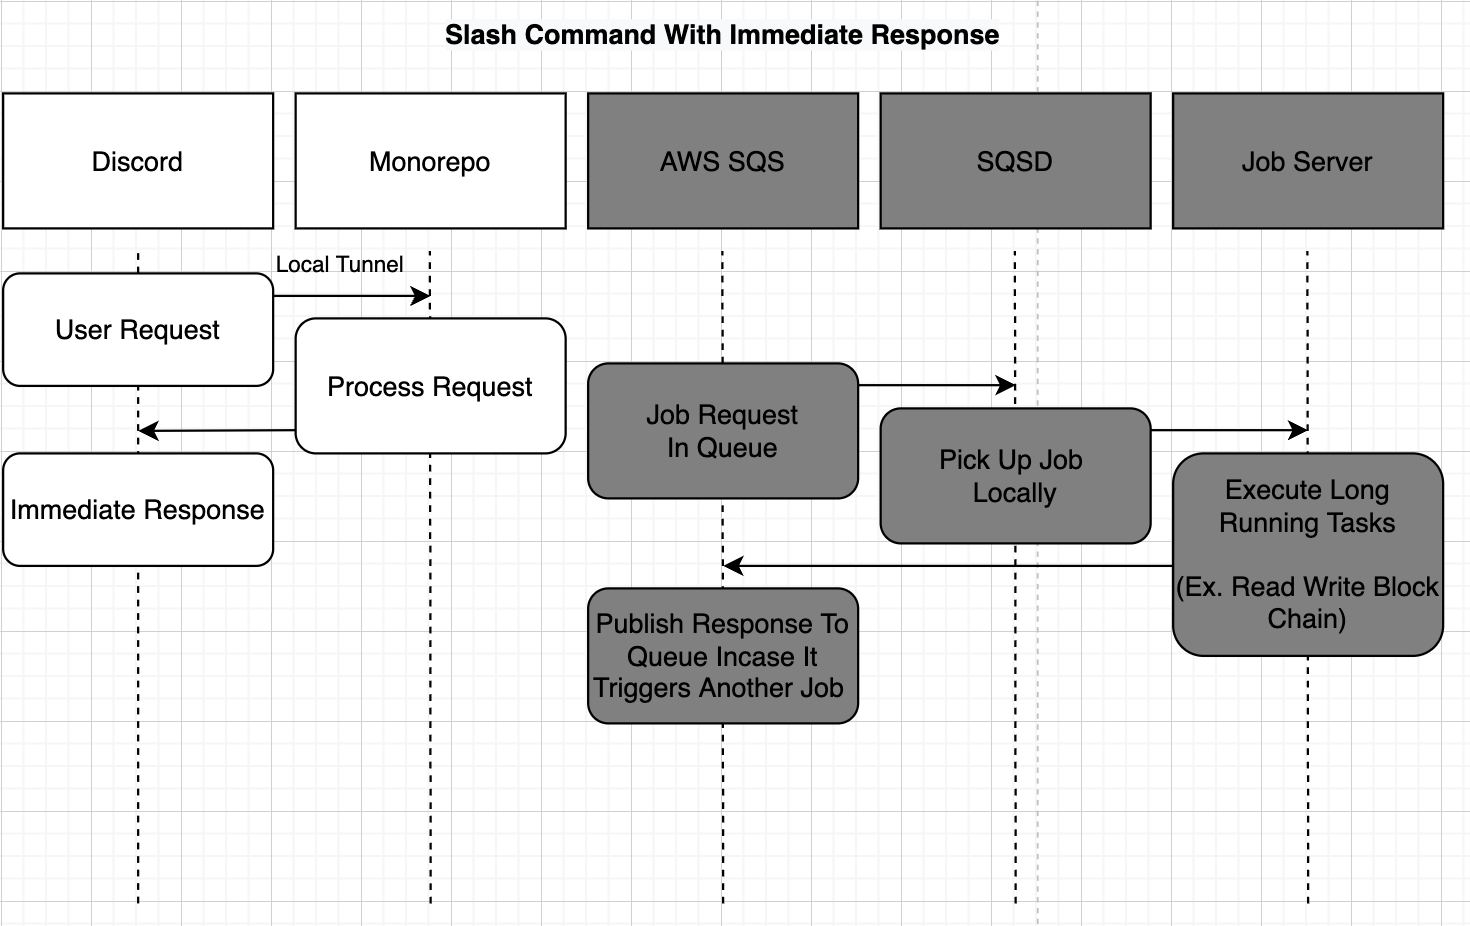 Slash Command With Immediate Response
Discord
Monorepo
AWS SQS
SQSD
Job Server
Local Tunnel
User Request
Process Request
Immediate Response
Job Request
In Queue
Pick Up Job
Locally
Execute Long
Running Tasks
(Ex. Read Write Block
Chain)
Publish Response To
Queue Incase It
Triggers Another Job